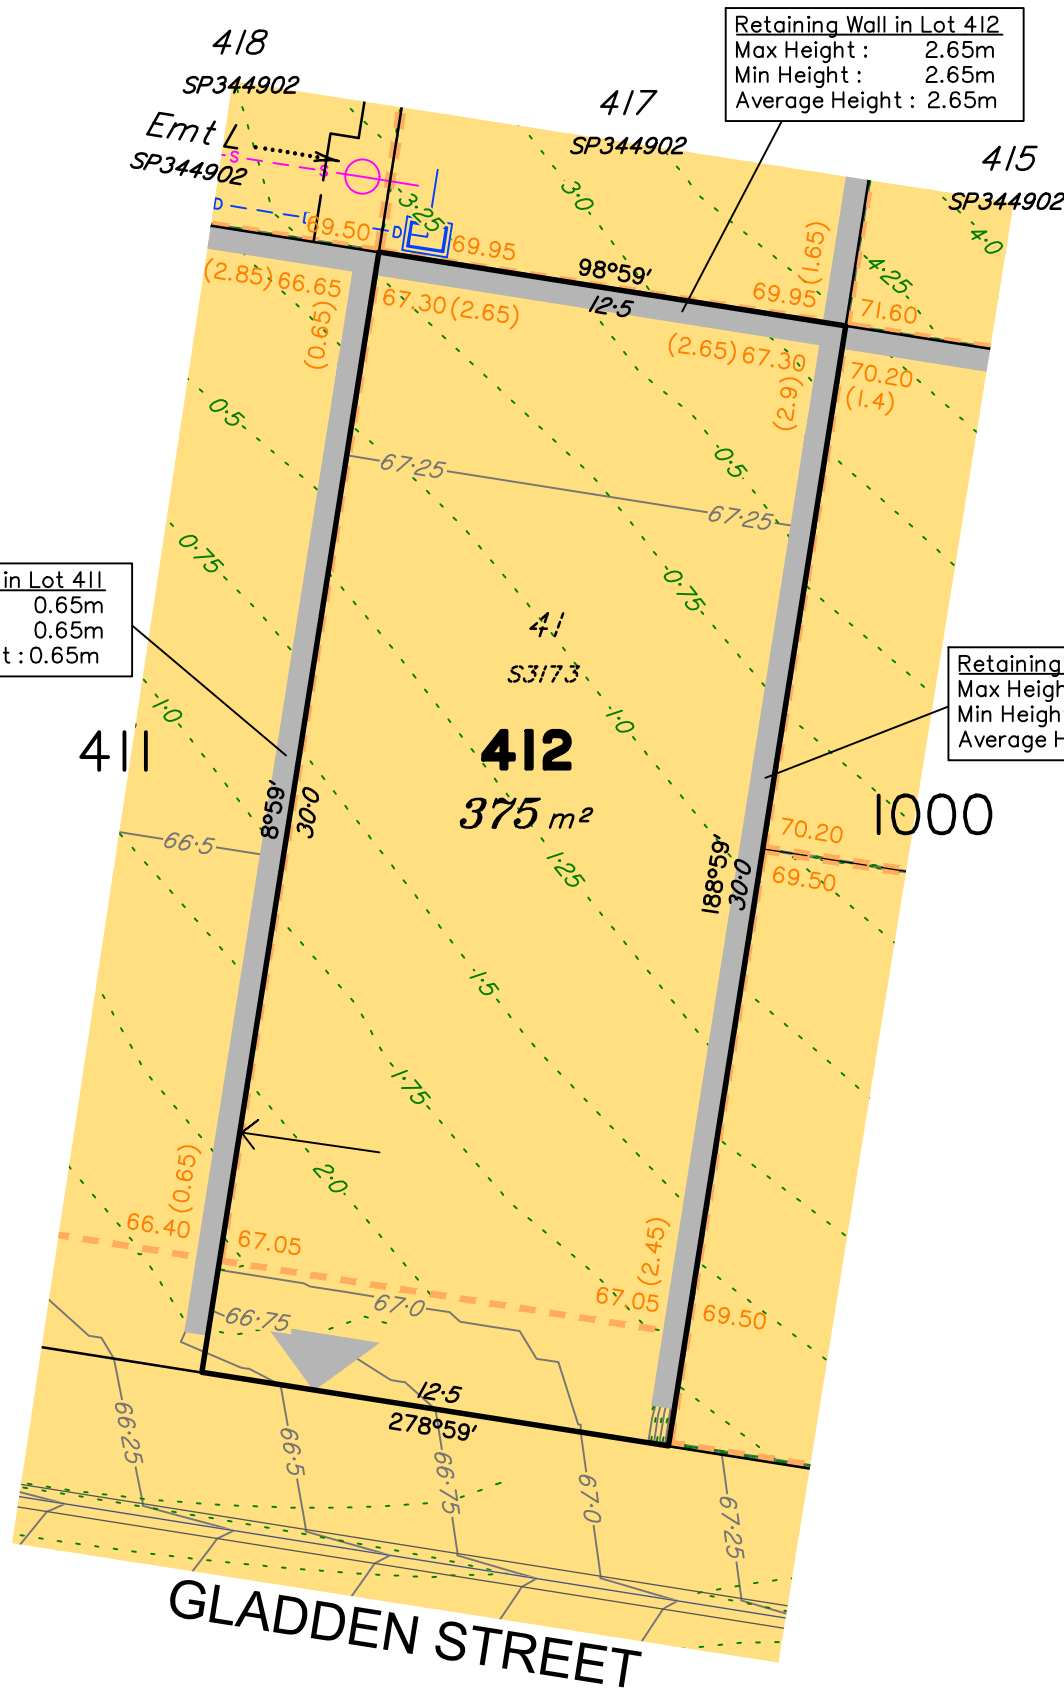 Retaining Wall in Lot 412
Max Height : 2.65m
Min Height : 2.65m
Average Height : 2.65m
418
SP344902
417
SP344902
415
SP344902
Emt L
SP344902
S
S
D
D
3·25
3·0
4·0
4·25
69.50
69.95
98°59'
12·5
69.95
(1.65)
71.60
(2.85) 66.65
(0.65)
67.30 (2.65)
(2.65) 67.30
(2.9)
70.20
(1.4)
0·5
0·5
67·25
67·25
0·75
0·75
in Lot 411
0.65m
0.65m
t : 0.65m
41
S3173
Retaining
Max Heigh
Min Heigh
Average H
1·0
1·0
411
412
375 m²
1000
8°59'
30·0
188°59'
30·0
66·5
70.20
69.50
1·25
1·5
1·75
2·0
66.40
(0.65)
67.05
(2.45)
67.05
69.50
67·0
66·75
12·5
278°59'
66·25
66·5
66·75
67·0
67·25
GLADDEN STREET